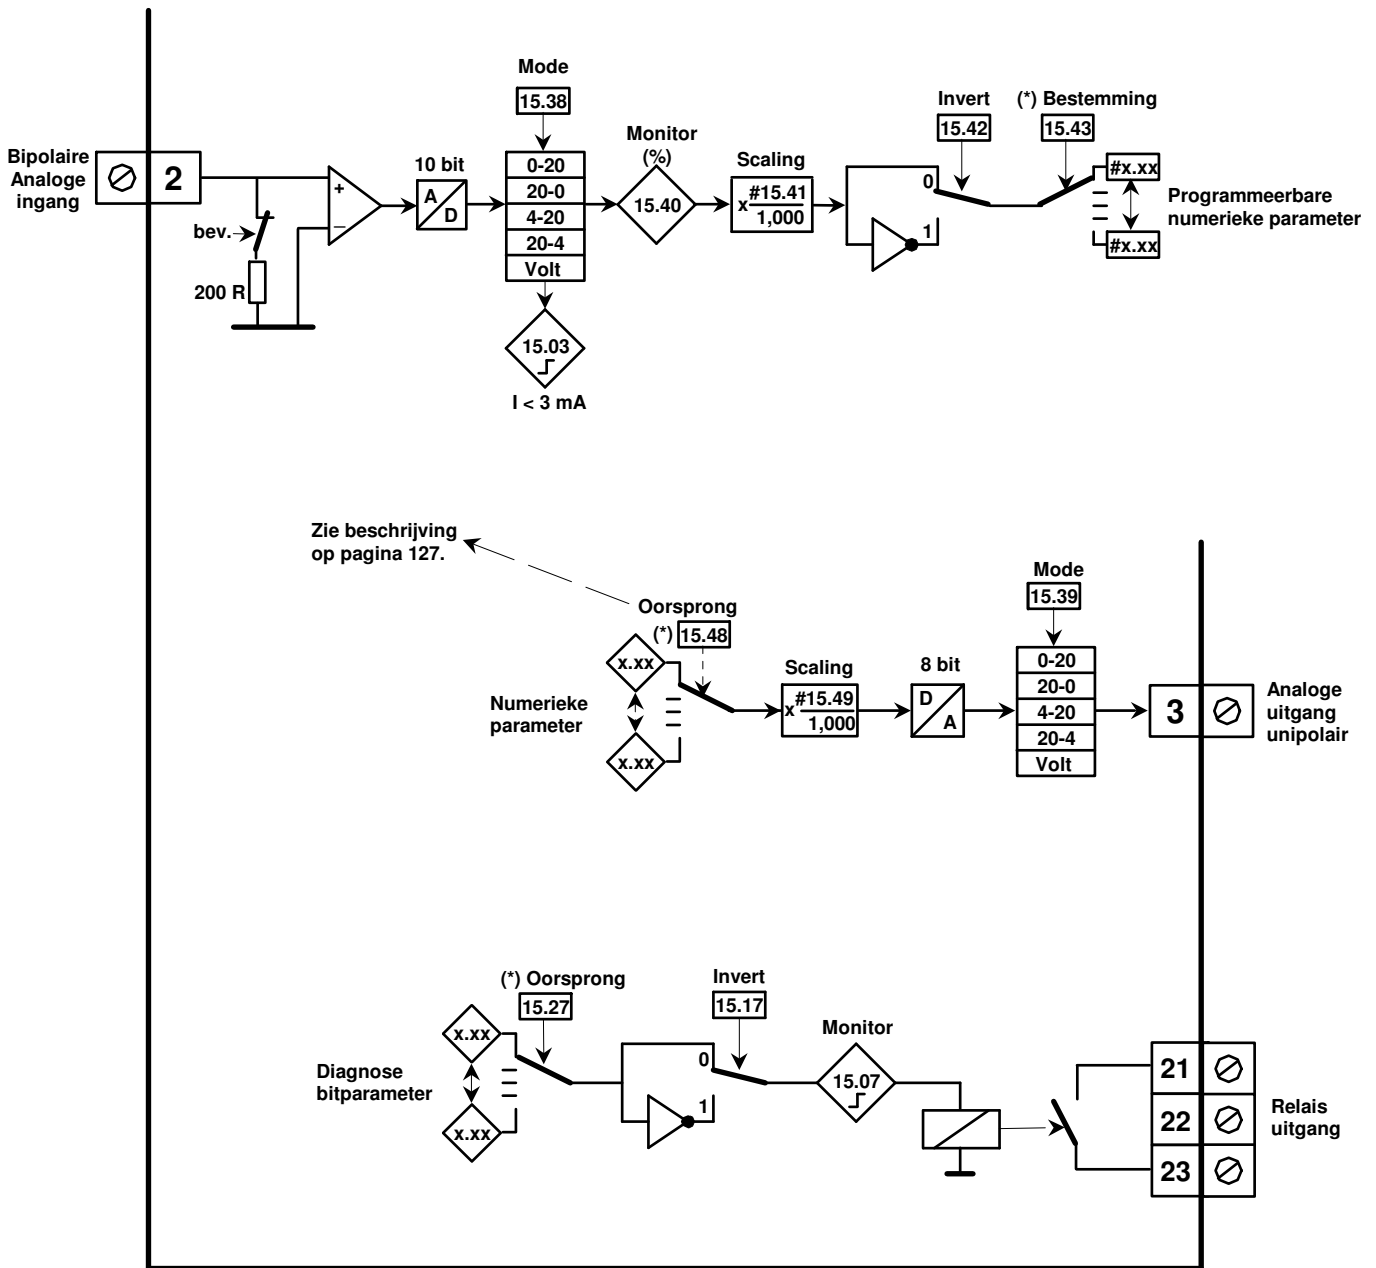 Mode
15.38
Bipolaire
Analoge
ingang
2
bev.
200 R
+
–
10 bit
A
D
0-20
20-0
4-20
20-4
Volt
15.03
I < 3 mA
Monitor
(%)
15.40
Scaling
x #15.41
1,000
Invert
15.42
0
1
(*) Bestemming
15.43
#x.xx
#x.xx
Programmeerbare
numerieke parameter
Zie beschrijving
op pagina 127.
Oorsprong
(*) 15.48
x.xx
x.xx
Numerieke
parameter
Scaling
x #15.49
1,000
8 bit
D
A
Mode
15.39
0-20
20-0
4-20
20-4
Volt
3
Analoge
uitgang
unipolair
(*) Oorsprong
15.27
x.xx
x.xx
Diagnose
bitparameter
Invert
15.17
0
1
Monitor
15.07
21
22
23
Relais
uitgang